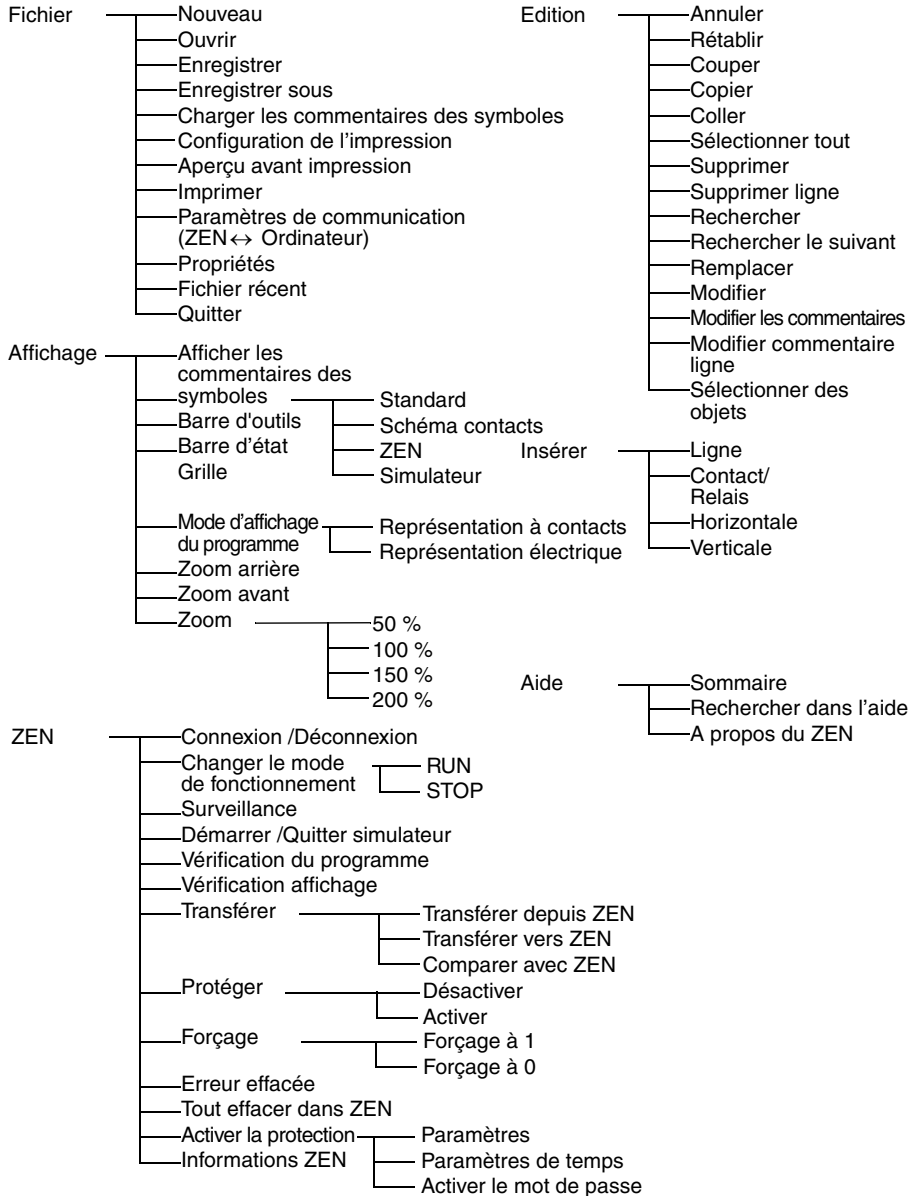 Fichier
Nouveau
Ouvrir
Enregistrer
Enregistrer sous
Charger les commentaires des symboles
Configuration de l'impression
Aperçu avant impression
Imprimer
Paramètres de communication
(ZEN↔ Ordinateur)
Propriétés
Fichier récent
Quitter
Edition
Annuler
Rétablir
Couper
Copier
Coller
Sélectionner tout
Supprimer
Supprimer ligne
Rechercher
Rechercher le suivant
Remplacer
Modifier
Modifier les commentaires
Modifier commentaire
ligne
Sélectionner des
objets
Affichage
Afficher les
commentaires des
symboles
Barre d'outils
Barre d'état
Grille
Standard
Schéma contacts
ZEN
Simulateur
Mode d'affichage
du programme
Représentation à contacts
Représentation électrique
Zoom arrière
Zoom avant
Zoom
50 %
100 %
150 %
200 %
Insérer
Ligne
Contact/
Relais
Horizontale
Verticale
Aide
Sommaire
Rechercher dans l'aide
A propos du ZEN
ZEN
Connexion /Déconnexion
Changer le mode
de fonctionnement
RUN
STOP
Surveillance
Démarrer /Quitter simulateur
Vérification du programme
Vérification affichage
Transférer
Transférer depuis ZEN
Transférer vers ZEN
Comparer avec ZEN
Protéger
Désactiver
Activer
Forçage
Forçage à 1
Forçage à 0
Erreur effacée
Tout effacer dans ZEN
Activer la protection
Informations ZEN
Paramètres
Paramètres de temps
Activer le mot de passe